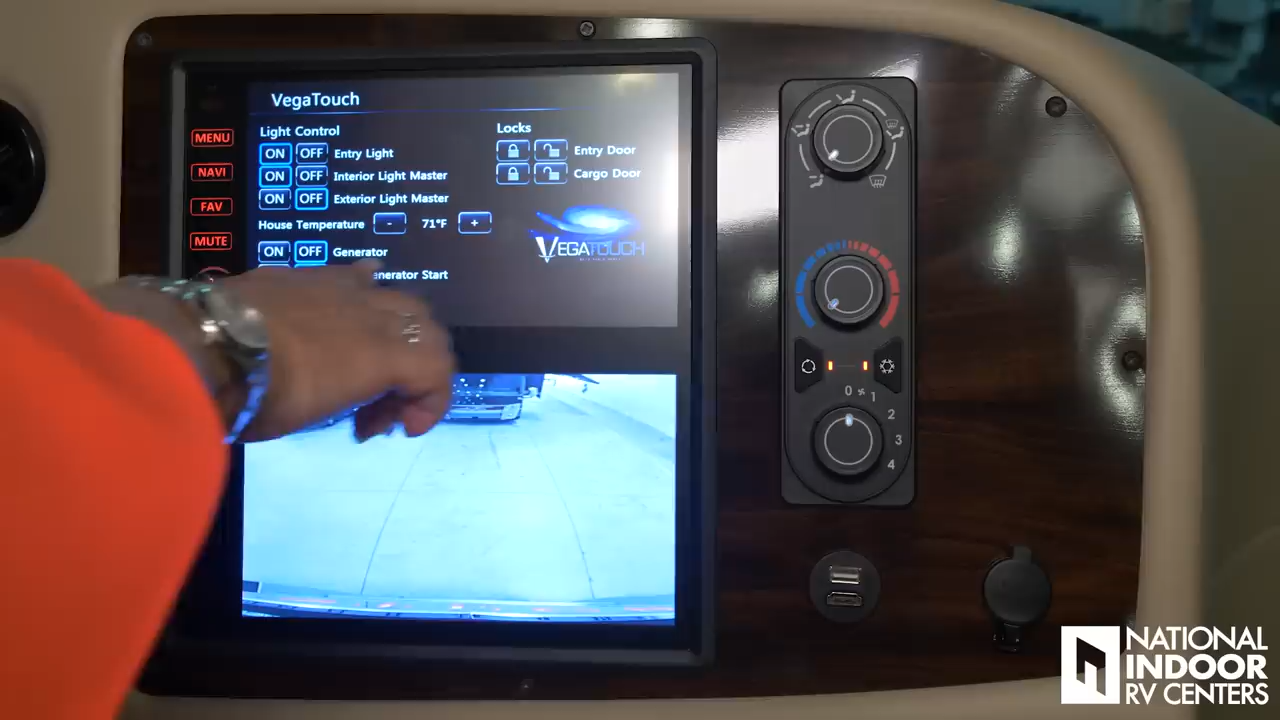 VegaTouch
MENU
NAVI
FAV
MUTE
Light Control
ON OFF Entry Light
ON OFF Interior Light Master
ON OFF Exterior Light Master
House Temperature - 71°F +
ON OFF Generator
enerator Start
Locks
Entry Door
Cargo Door
VEGATOUCH
0 1
2
3
4
NATIONAL
INDOOR
RV CENTERS